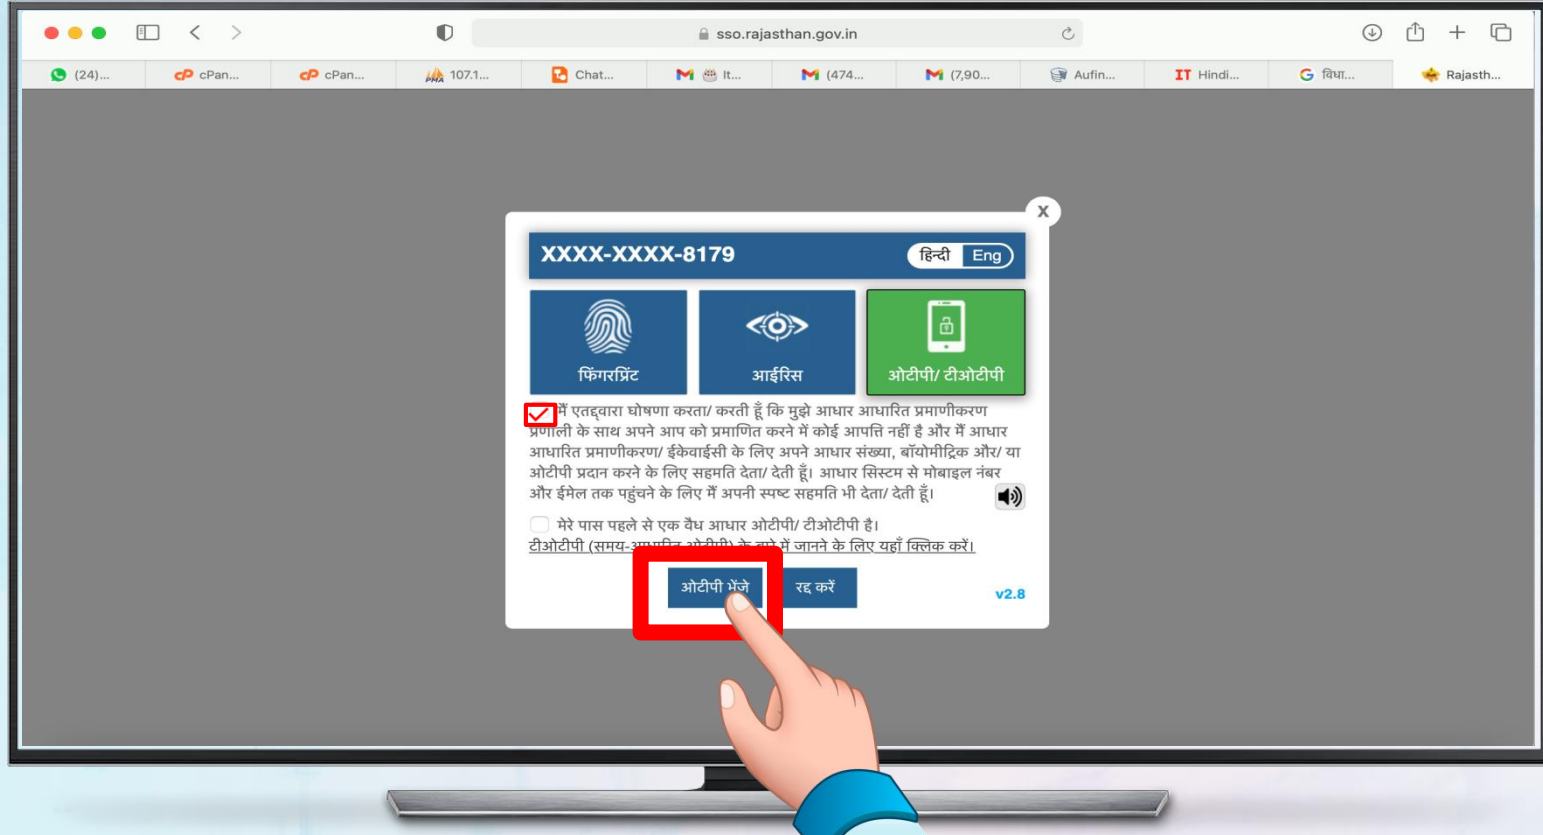 sso.rajasthan.gov.in
(24)...
cPan...
cPan...
PMA 107.1...
Chat...
It...
(474...
(7,90...
Aufin...
IT Hindi...
G विधा...
Rajasth...
X
XXXX-XXXX-8179
हिन्दी Eng
फिंगरप्रिंट
आईरिस
ओटीपी/ टीओटीपी
मैं एतद्द्वारा घोषणा करता/ करती हूँ कि मुझे आधार आधारित प्रमाणीकरण
प्रणाली के साथ अपने आप को प्रमाणित करने में कोई आपत्ति नहीं है और मैं आधार
आधारित प्रमाणीकरण/ ईकेवाईसी के लिए अपने आधार संख्या, बॉयोमीट्रिक और/ या
ओटीपी प्रदान करने के लिए सहमति देता/ देती हूँ। आधार सिस्टम से मोबाइल नंबर
और ईमेल तक पहुंचने के लिए मैं अपनी स्पष्ट सहमति भी देता/ देती हूँ।
मेरे पास पहले से एक वैध आधार ओटीपी/ टीओटीपी है।
टीओटीपी (समय-आधारित ओटीपी) के बारे में जानने के लिए यहाँ क्लिक करें।
ओटीपी भेंजे
रद्द करें
v2.8